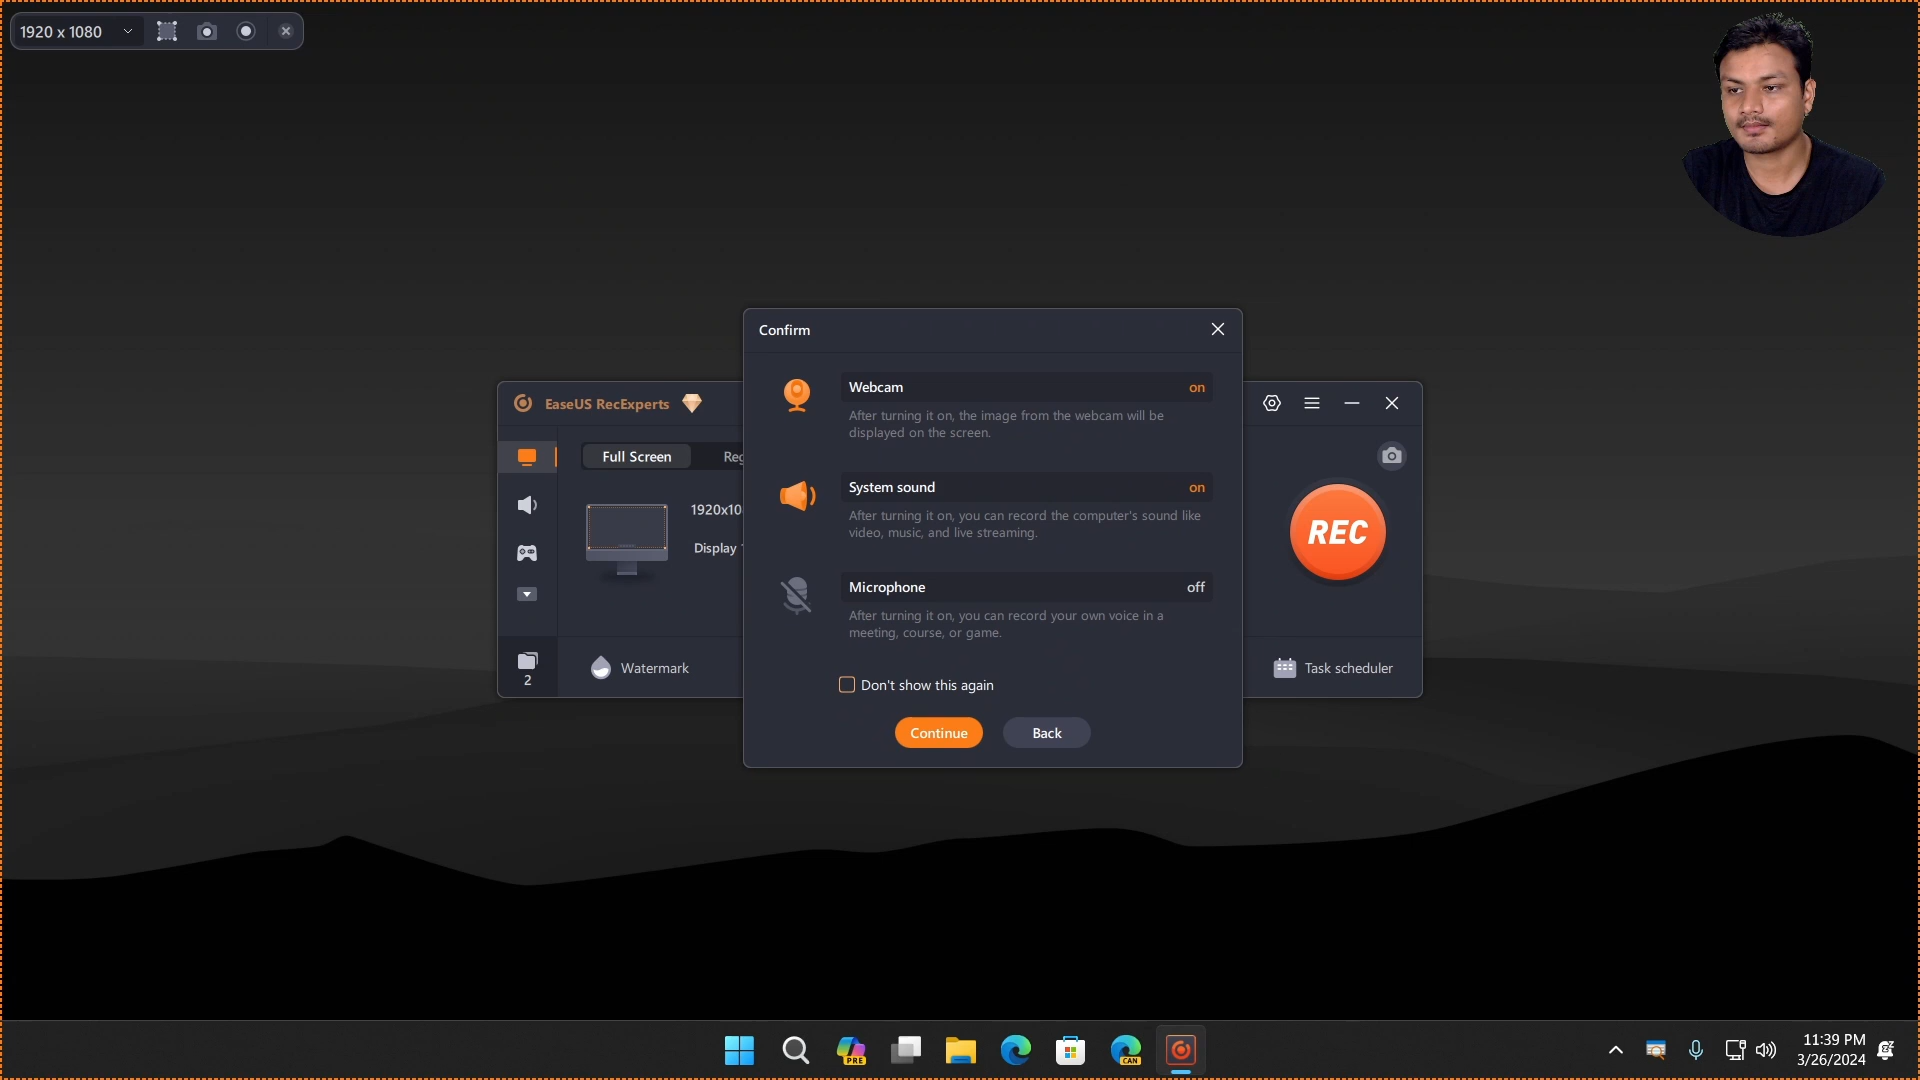 1920 x 1080
Confirm
Webcam
on
After turning it on, the image from the webcam will be
displayed on the screen.
System sound
on
After turning it on, you can record the computer's sound like
video, music, and live streaming.
Microphone
off
After turning it on, you can record your own voice in a
meeting, course, or game.
Don't show this again
Continue
Back
EaseUS RecExperts
Full Screen
Reg
1920x10
Display
2
Watermark
REC
Task scheduler
PRE
CAN
11:39 PM
3/26/2024